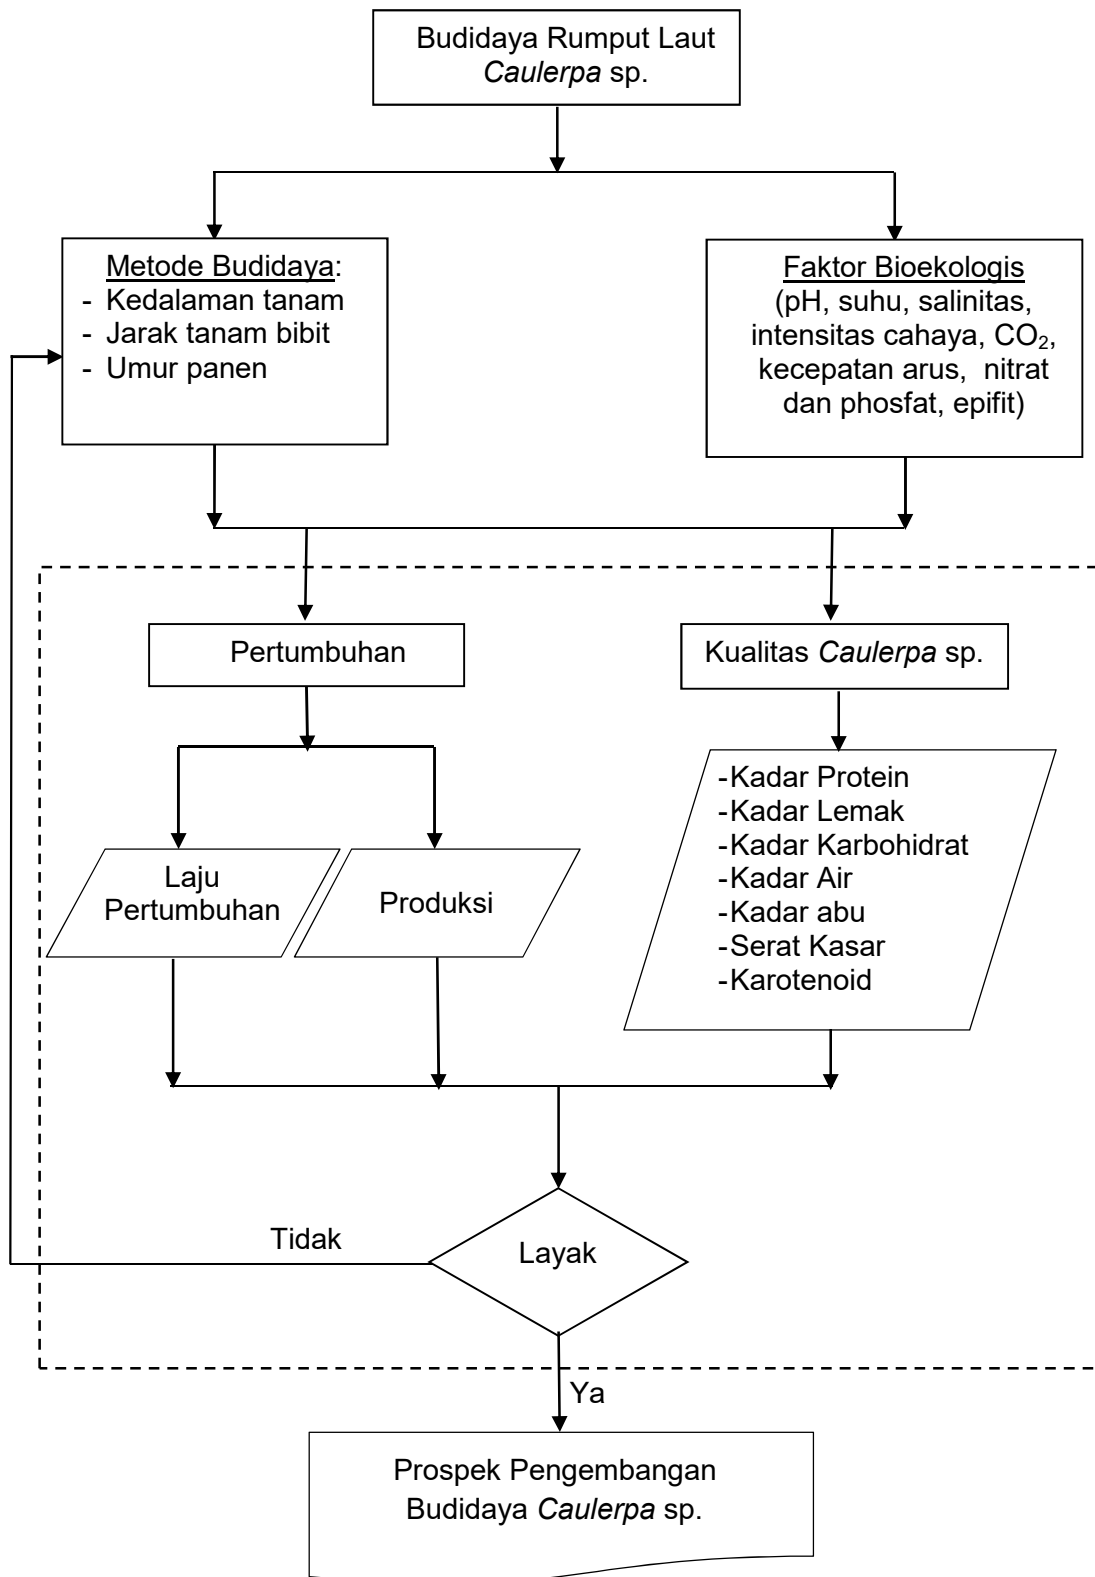 Budidaya Rumput Laut
Caulerpa sp.
Metode Budidaya:
- Kedalaman tanam
- Jarak tanam bibit
- Umur panen
Faktor Bioekologis
(pH, suhu, salinitas,
intensitas cahaya, CO₂,
kecepatan arus, nitrat
dan phosfat, epifit)
Pertumbuhan
Kualitas Caulerpa sp.
Laju
Pertumbuhan
Produksi
-Kadar Protein
-Kadar Lemak
-Kadar Karbohidrat
-Kadar Air
-Kadar abu
-Serat Kasar
-Karotenoid
Tidak
Layak
Ya
Prospek Pengembangan
Budidaya Caulerpa sp.